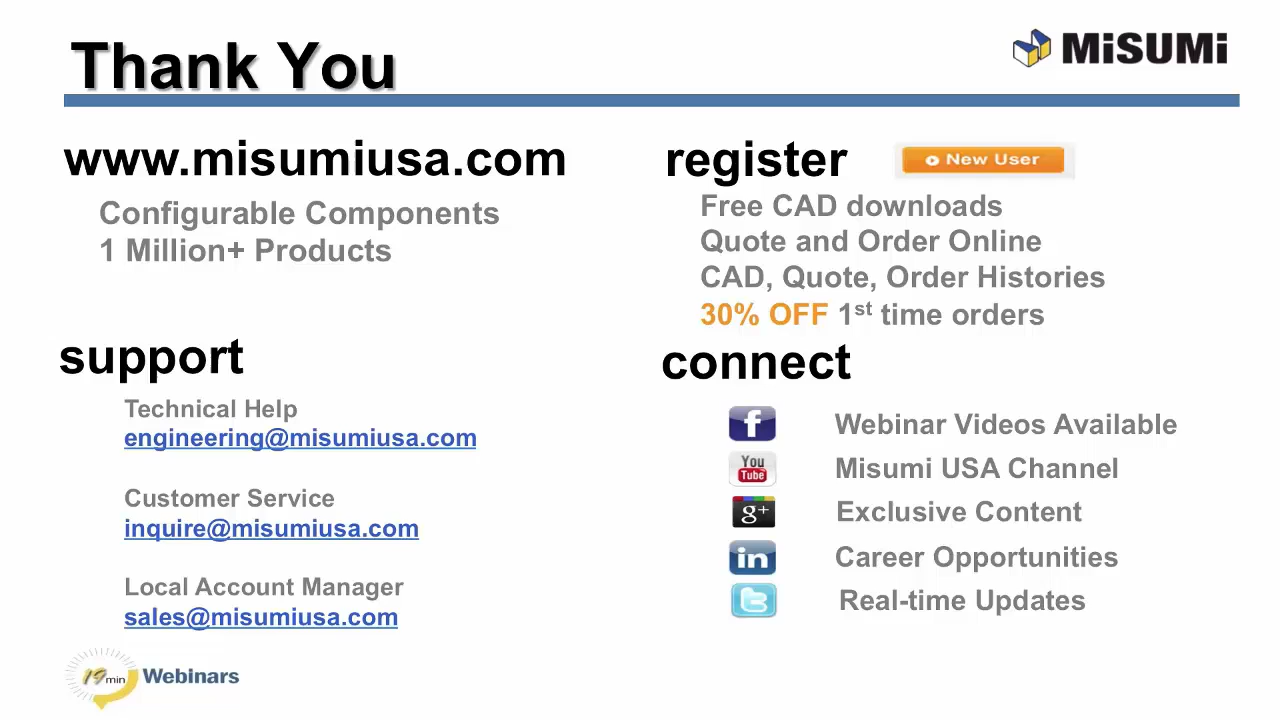 Thank You
MiSUMi
www.misumiusa.com
Configurable Components
1 Million+ Products
register
New User
Free CAD downloads
Quote and Order Online
CAD, Quote, Order Histories
30% OFF 1st time orders
support
Technical Help
engineering@misumiusa.com
Customer Service
inquire@misumiusa.com
Local Account Manager
sales@misumiusa.com
connect
f Webinar Videos Available
You
Tube Misumi USA Channel
g+ Exclusive Content
in Career Opportunities
t Real-time Updates
19min Webinars